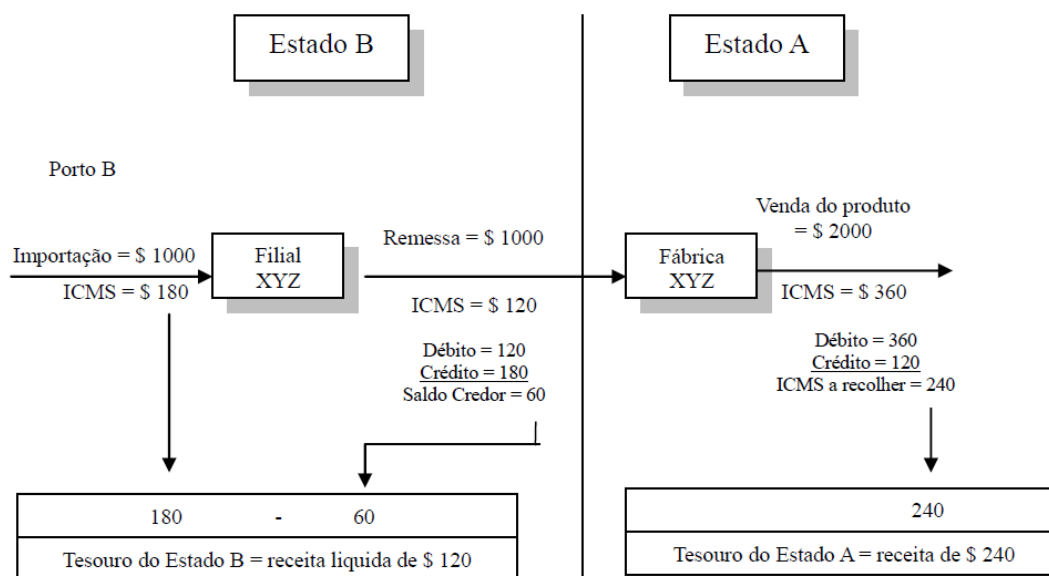 Estado B
Estado A
Porto B
Importação = $ 1000
ICMS = $ 180
Filial
XYZ
Remessa = $ 1000
ICMS = $ 120
Débito = 120
Crédito = 180
Saldo Credor = 60
Fábrica
XYZ
Venda do produto
= $ 2000
ICMS = $ 360
Débito = 360
Crédito = 120
ICMS a recolher = 240
180 - 60
Tesouro do Estado B = receita liquida de $ 120
240
Tesouro do Estado A = receita de $ 240